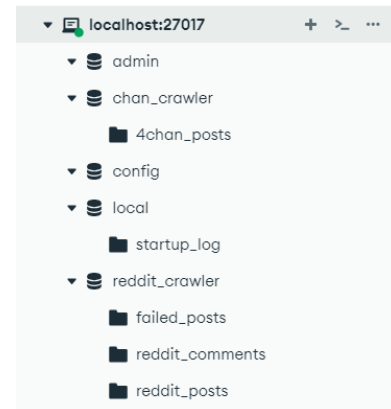 localhost:27017
admin
chan_crawler
4chan_posts
config
local
startup_log
reddit_crawler
failed_posts
reddit_comments
reddit_posts